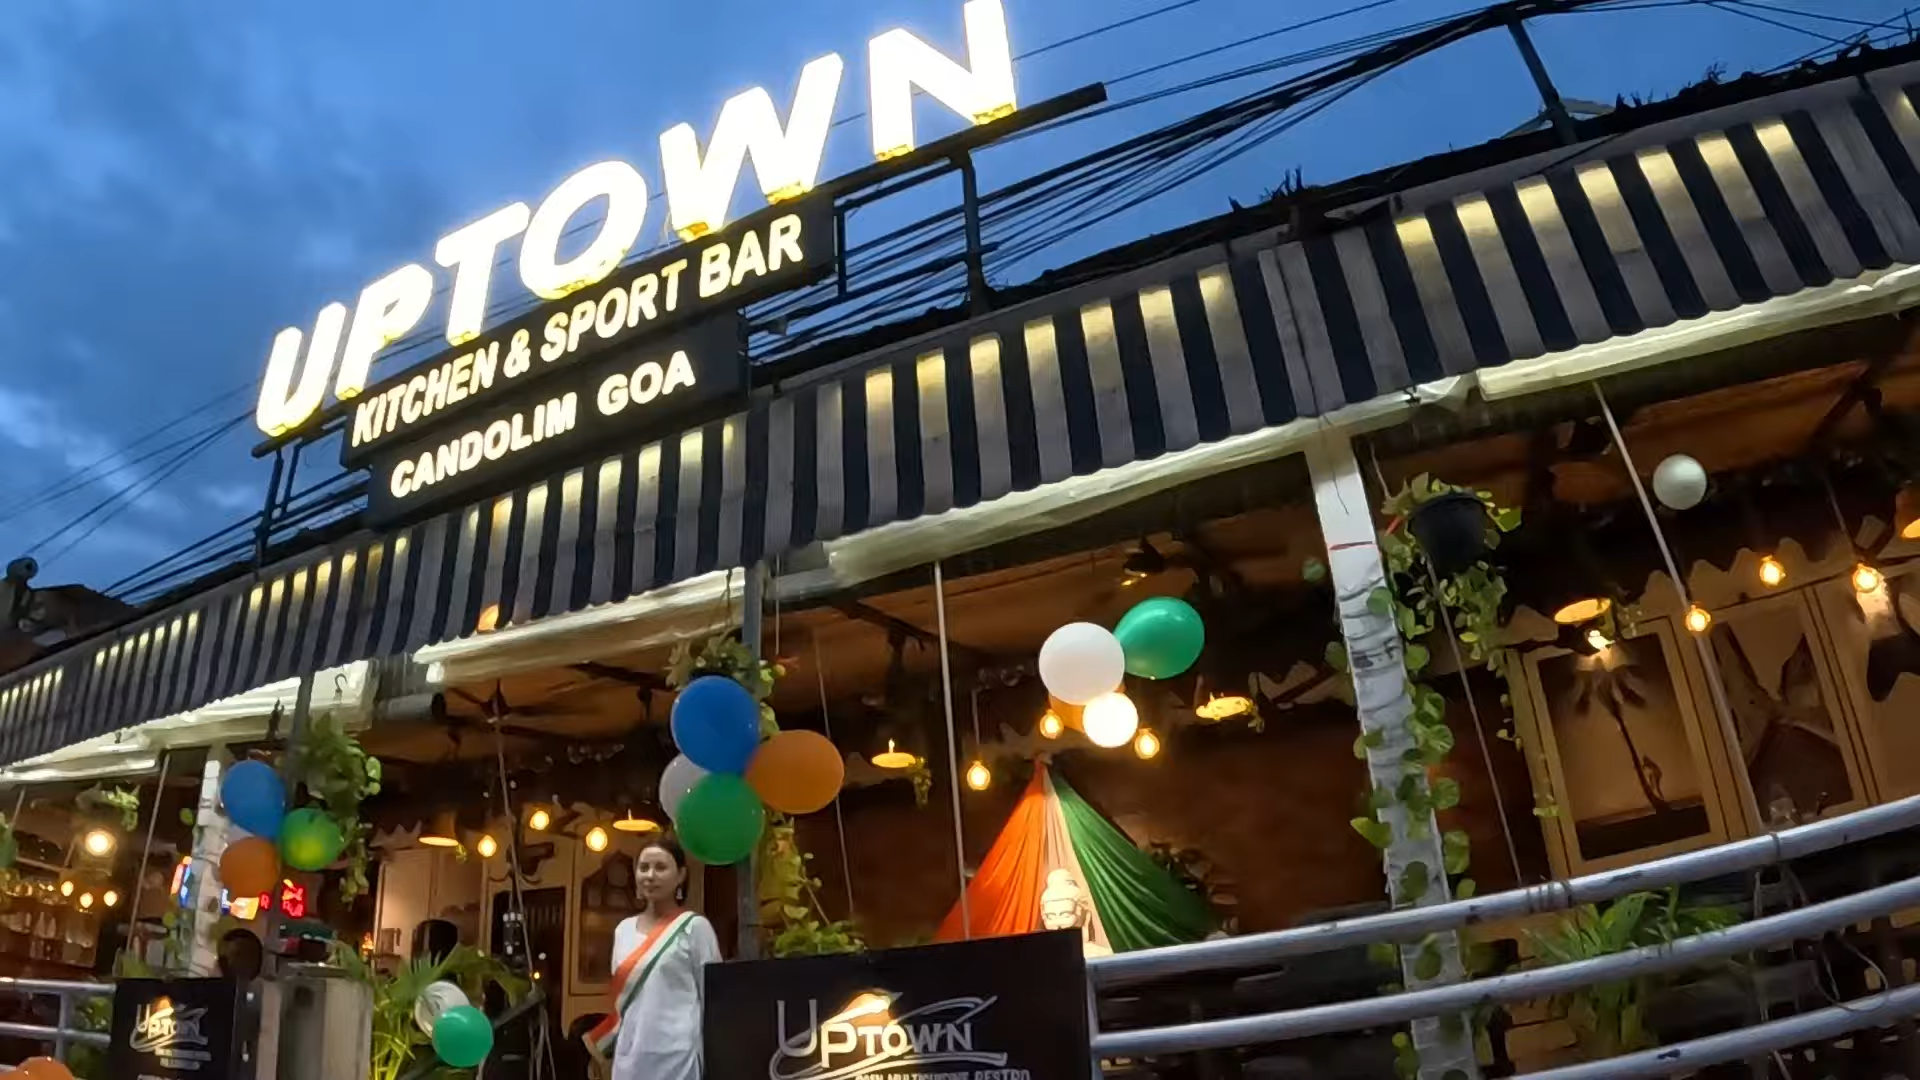 UPTOWN
KITCHEN & SPORT BAR
CANDOLIM GOA
UPTOWN
UPTOWN